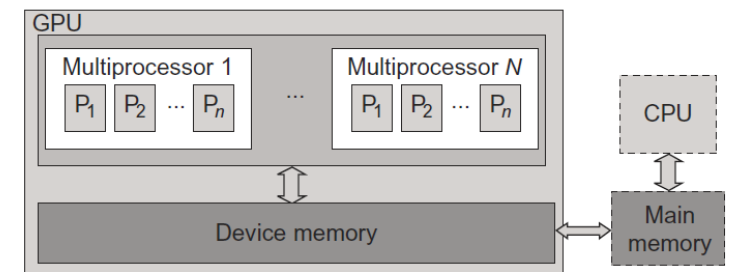 GPU
Multiprocessor 1
P1 P2 ... Pn
...
Multiprocessor N
P1 P2 ... Pn
CPU
Device memory
Main
memory